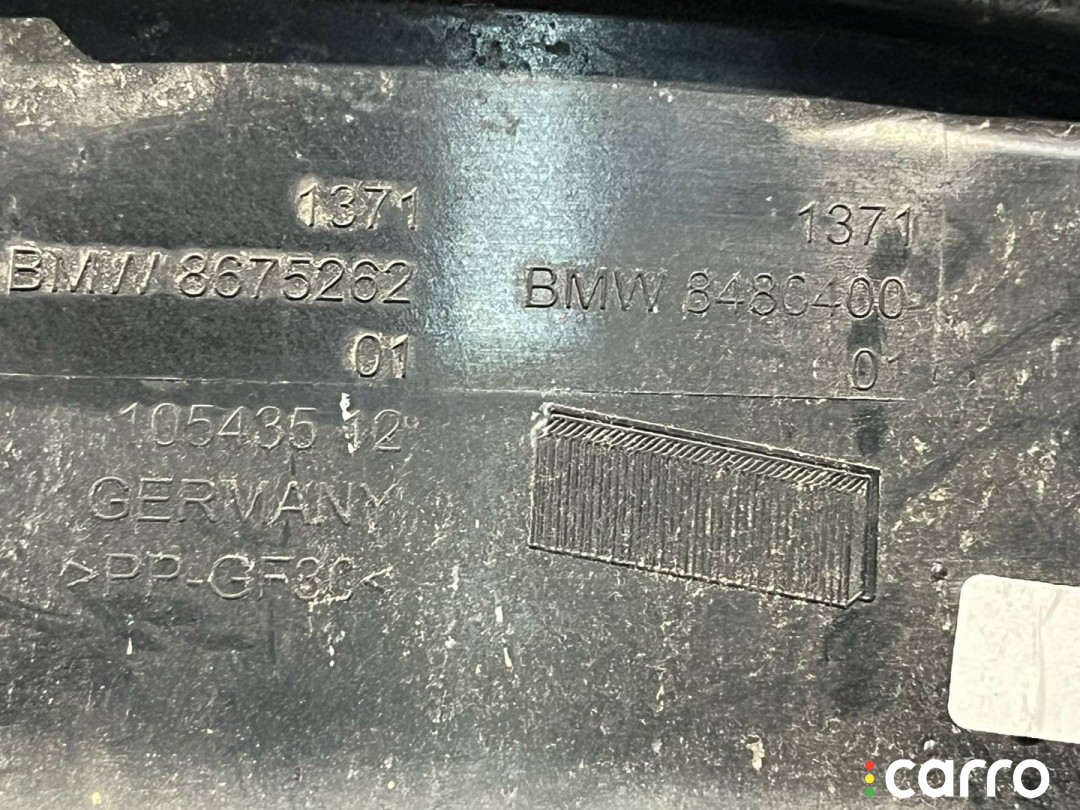 1371
BMW 8675262
01
1371
BMW 8480400
01
105435 12
GERMANY
>PP-GF30<
carro